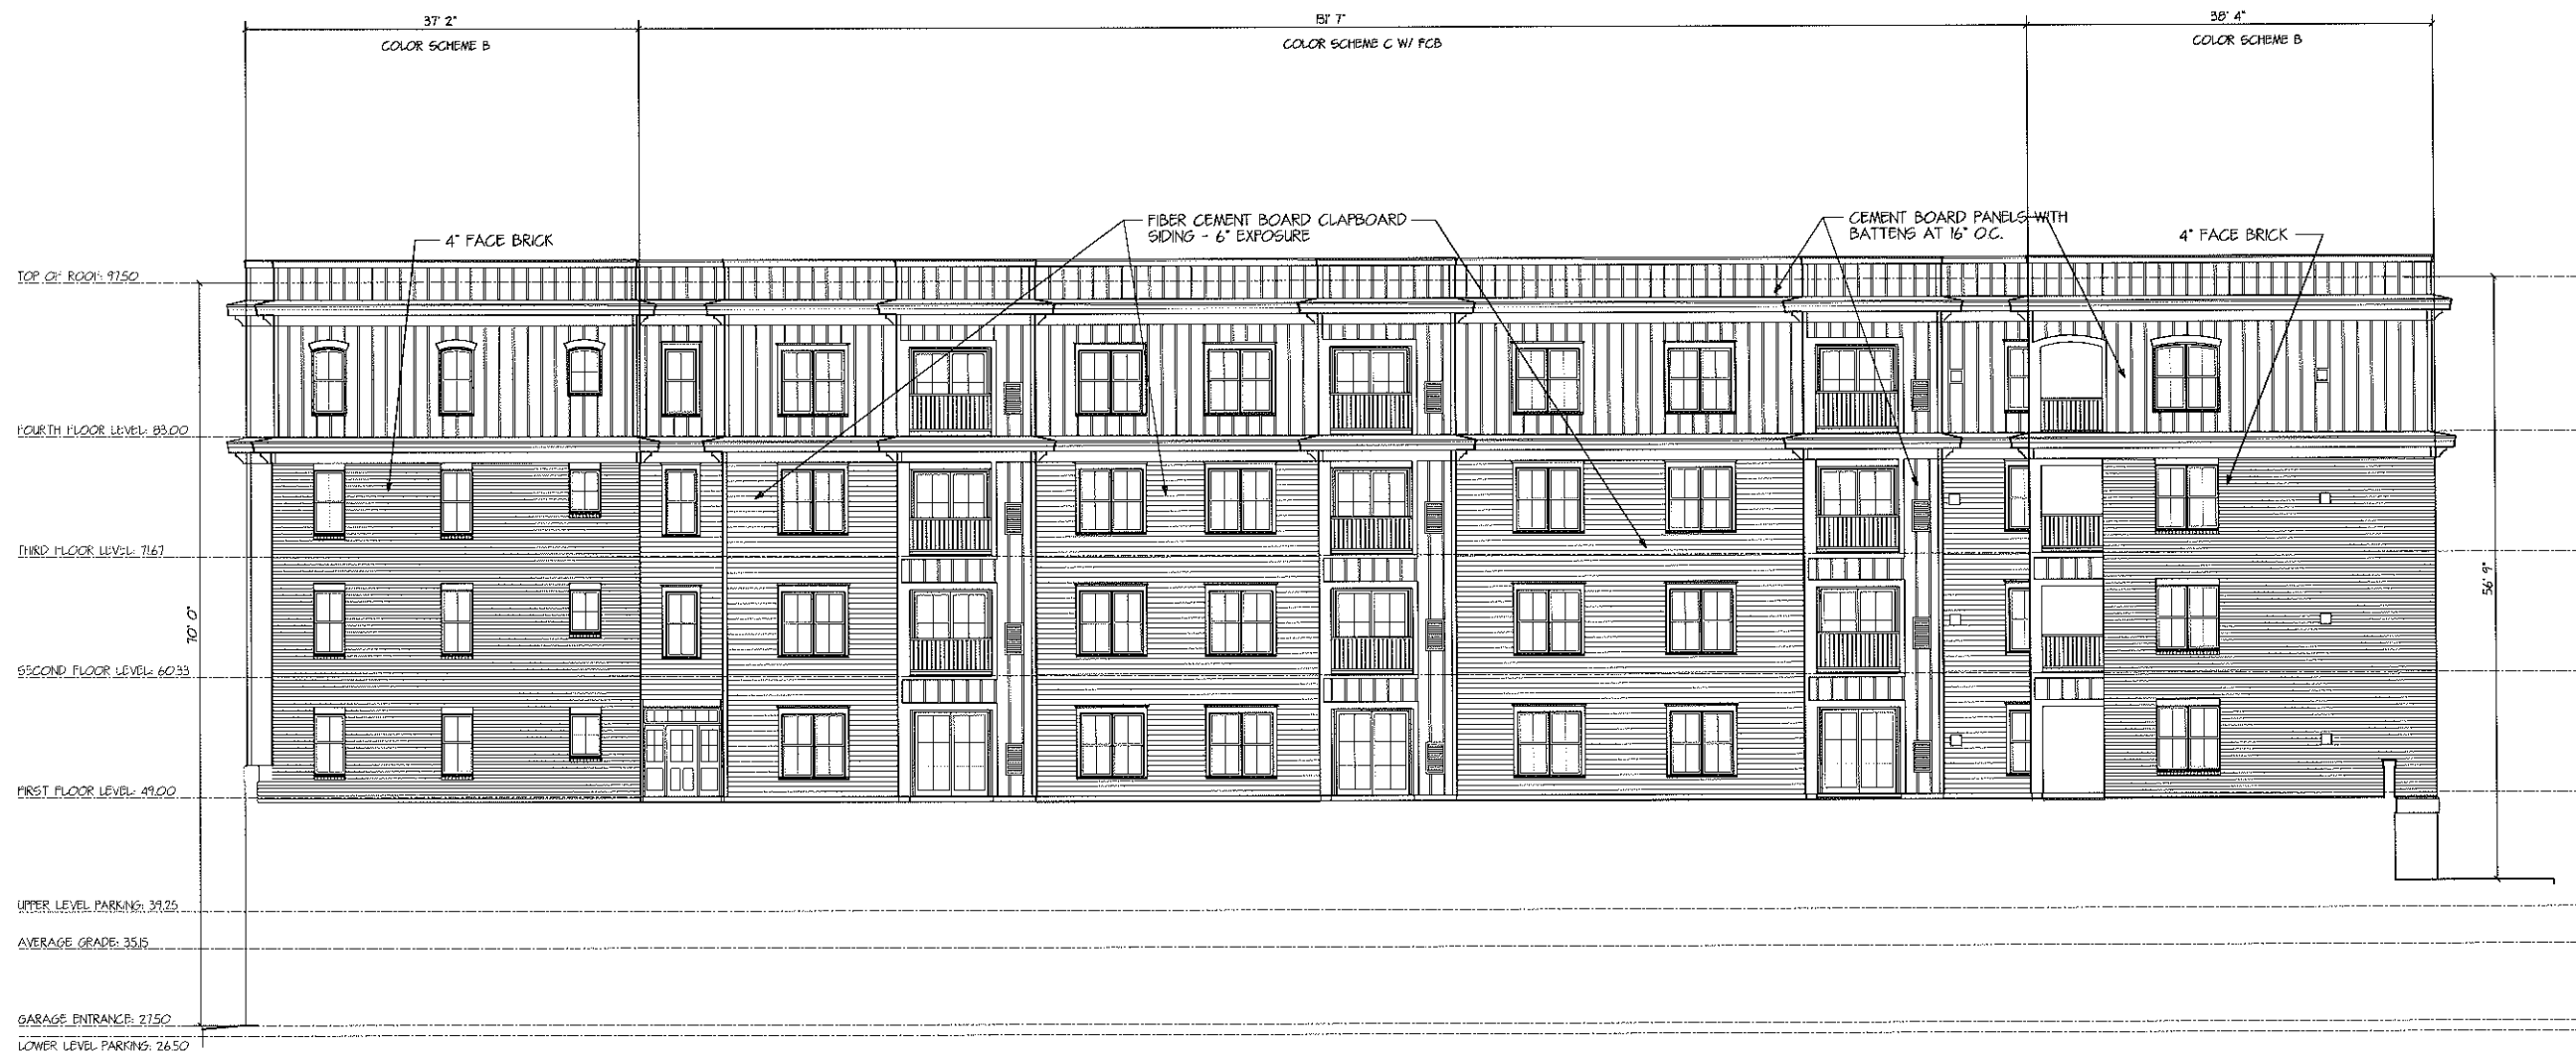 37' 2"
151' 7"
38' 4"
COLOR SCHEME B
COLOR SCHEME C W/ FCB
COLOR SCHEME B
4" FACE BRICK
FIBER CEMENT BOARD CLAPBOARD
SIDING - 6" EXPOSURE
CEMENT BOARD PANELS WITH
BATTENS AT 16" O.C.
4" FACE BRICK
TOP OF ROOF: 97.50
FOURTH FLOOR LEVEL: 83.00
THIRD FLOOR LEVEL: 71.67
70' 0"
56' 9"
SECOND FLOOR LEVEL: 60.33
FIRST FLOOR LEVEL: 49.00
UPPER LEVEL PARKING: 39.25
AVERAGE GRADE: 35.15
GARAGE ENTRANCE: 27.50
LOWER LEVEL PARKING: 26.50